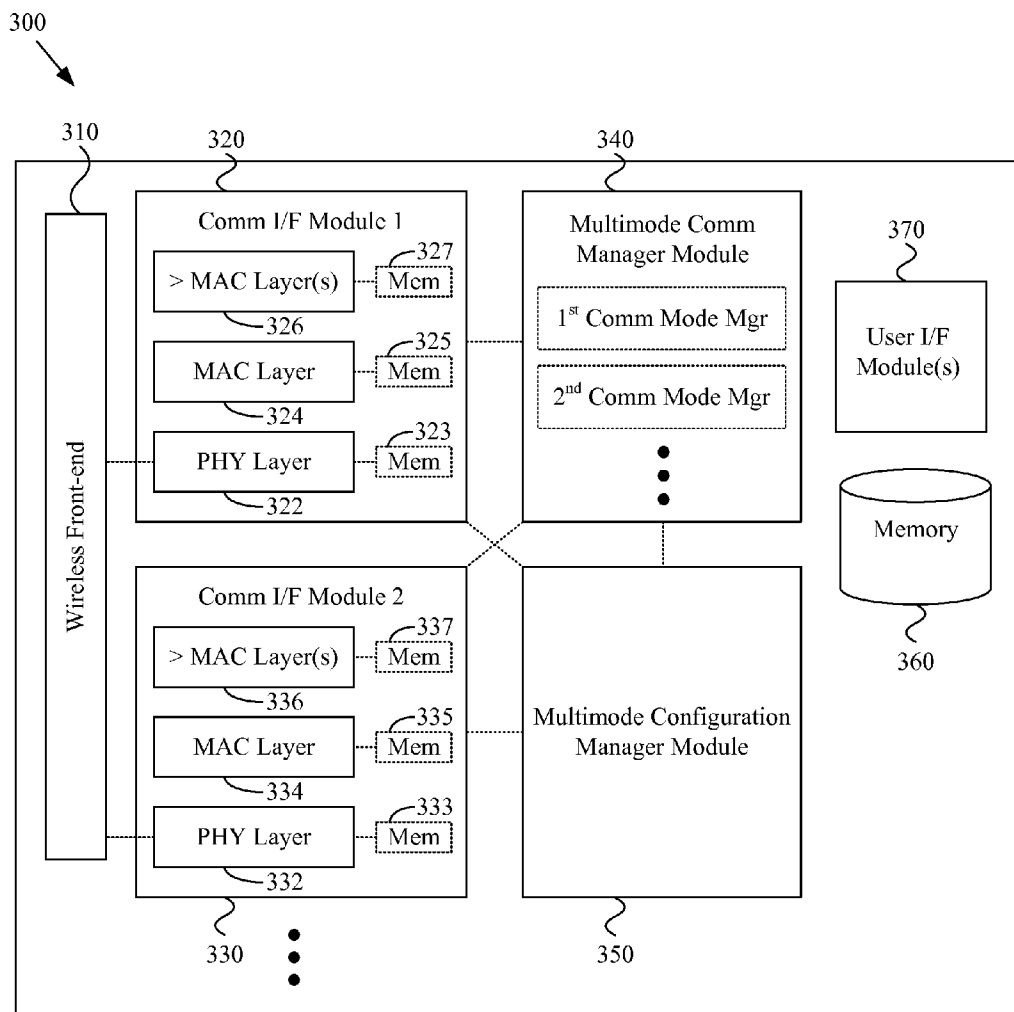 300
310
320
340
Comm I/F Module 1
327
> MAC Layer(s)
Mem
326
325
MAC Layer
Mem
324
323
PHY Layer
Mem
322
Multimode Comm
Manager Module
1st Comm Mode Mgr
2nd Comm Mode Mgr
370
User I/F
Module(s)
Memory
360
Wireless Front-end
Comm I/F Module 2
337
> MAC Layer(s)
Mem
336
335
MAC Layer
Mem
334
333
PHY Layer
Mem
332
330
Multimode Configuration
Manager Module
350